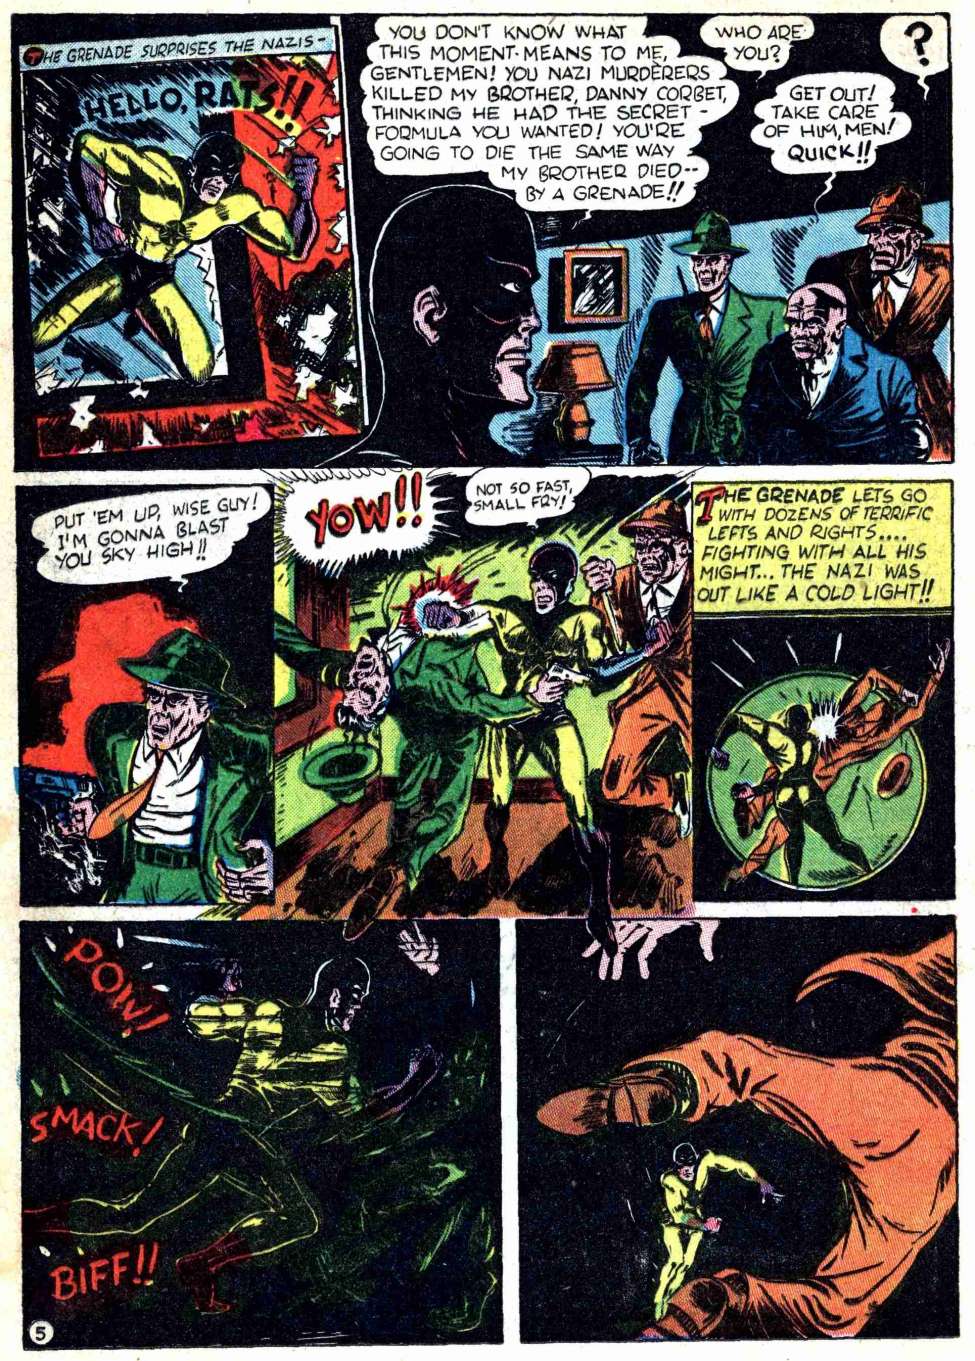 THE GRENADE SURPRISES THE NAZIS-
HELLO, RATS!!
YOU DON'T KNOW WHAT
THIS MOMENT-MEANS TO ME,
GENTLEMEN! YOU NAZI MURDERERS
KILLED MY BROTHER, DANNY CORBET,
THINKING HE HAD THE SECRET-
FORMULA YOU WANTED! YOU'RE
GOING TO DIE THE SAME WAY
MY BROTHER DIED--
BY A GRENADE!!
WHO ARE
YOU?
?
GET OUT!
TAKE CARE
OF HIM, MEN!
QUICK!!
PUT 'EM UP, WISE GUY!
I'M GONNA BLAST
YOU SKY HIGH!!
YOW!!
NOT SO FAST,
SMALL FRY!
THE GRENADE LETS GO
WITH DOZENS OF TERRIFIC
LEFTS AND RIGHTS....
FIGHTING WITH ALL HIS
MIGHT... THE NAZI WAS
OUT LIKE A COLD LIGHT!!
POW!
SMACK!
BIFF!!
5